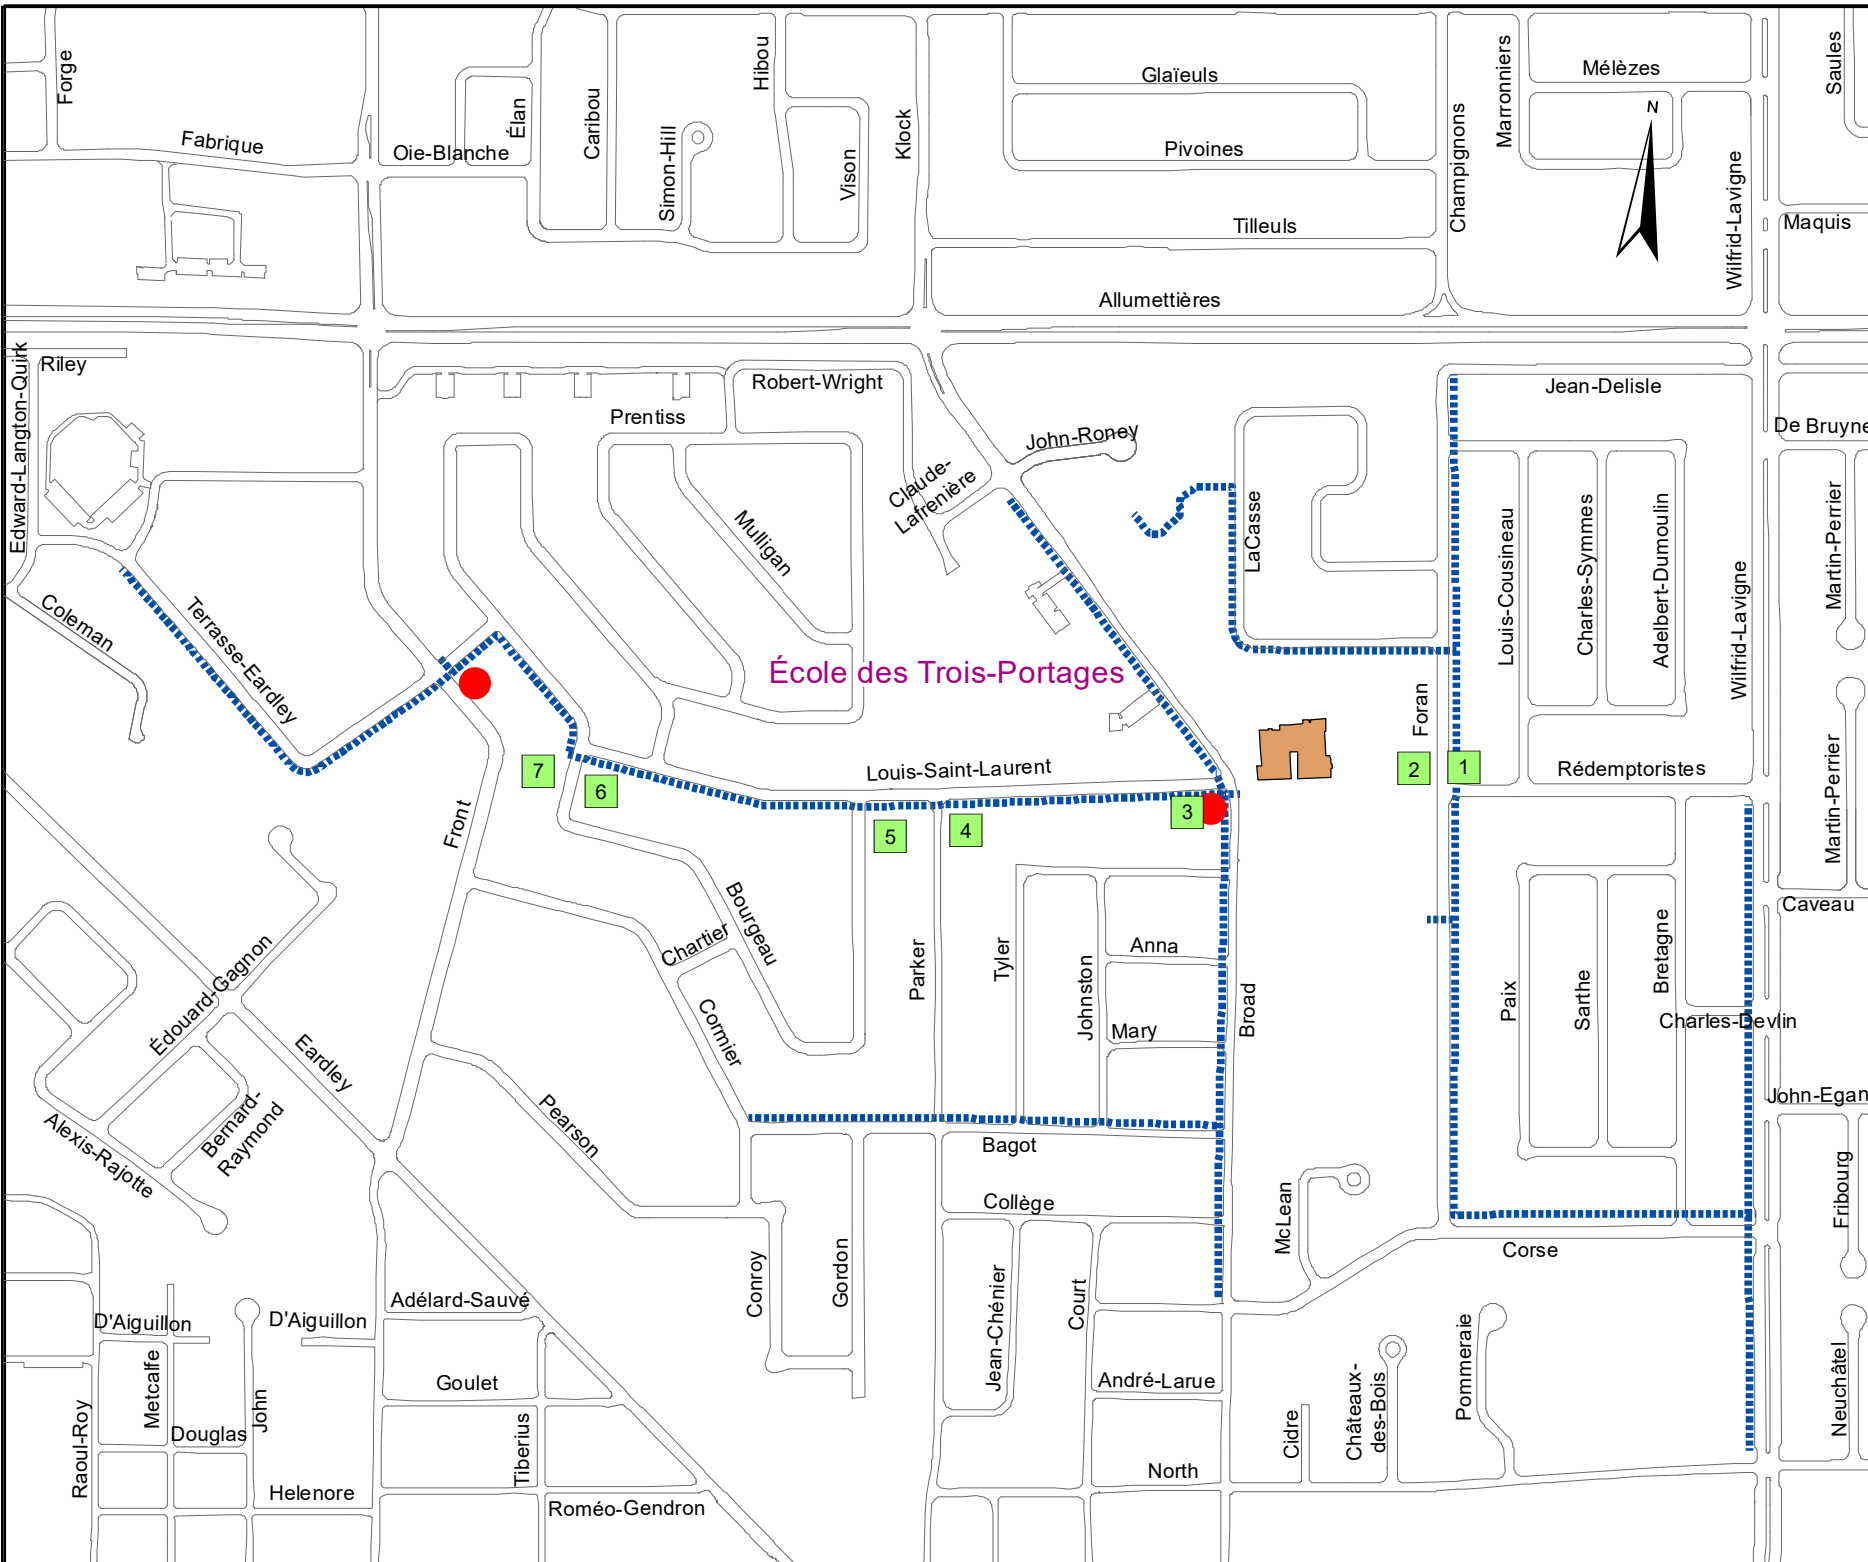 Forge
Fabrique
Oie-Blanche
Élan
Caribou
Simon-Hill
Hibou
Vison
Klock
Glaïeuls
Pivoines
Tilleuls
Allumettières
Champignons
Marronniers
Mélèzes
N
Wilfrid-Lavigne
Saules
Maquis
Edward-Langton-Quirk
Riley
Robert-Wright
Prentiss
Mulligan
Claude-
Lafrenière
John-Roney
LaCasse
Jean-Delisle
De Bruyne
Louis-Cousineau
Charles-Symmes
Adelbert-Dumoulin
Wilfrid-Lavigne
Martin-Perrier
Coleman
Terrasse-Eardley
École des Trois-Portages
Foran
7
6
5
4
3
2
1
Louis-Saint-Laurent
Rédemptoristes
Martin-Perrier
Front
Bourgeau
Chartier
Cormier
Parker
Tyler
Johnston
Anna
Mary
Broad
Paix
Sarthe
Bretagne
Charles-Devlin
Caveau
John-Egan
Édouard-Gagnon
Eardley
Bernard-
Raymond
Alexis-Rajotte
Pearson
Bagot
Collège
McLean
Corse
Fribourg
Conroy
Gordon
Jean-Chénier
Court
Adélard-Sauvé
D'Aiguillon
D'Aiguillon
Metcalfe
John
Goulet
André-Larue
Châteaux-
des-Bois
Pommeraie
Neuchâtel
Raoul-Roy
Douglas
Tiberius
Cidre
North
Helenore
Roméo-Gendron